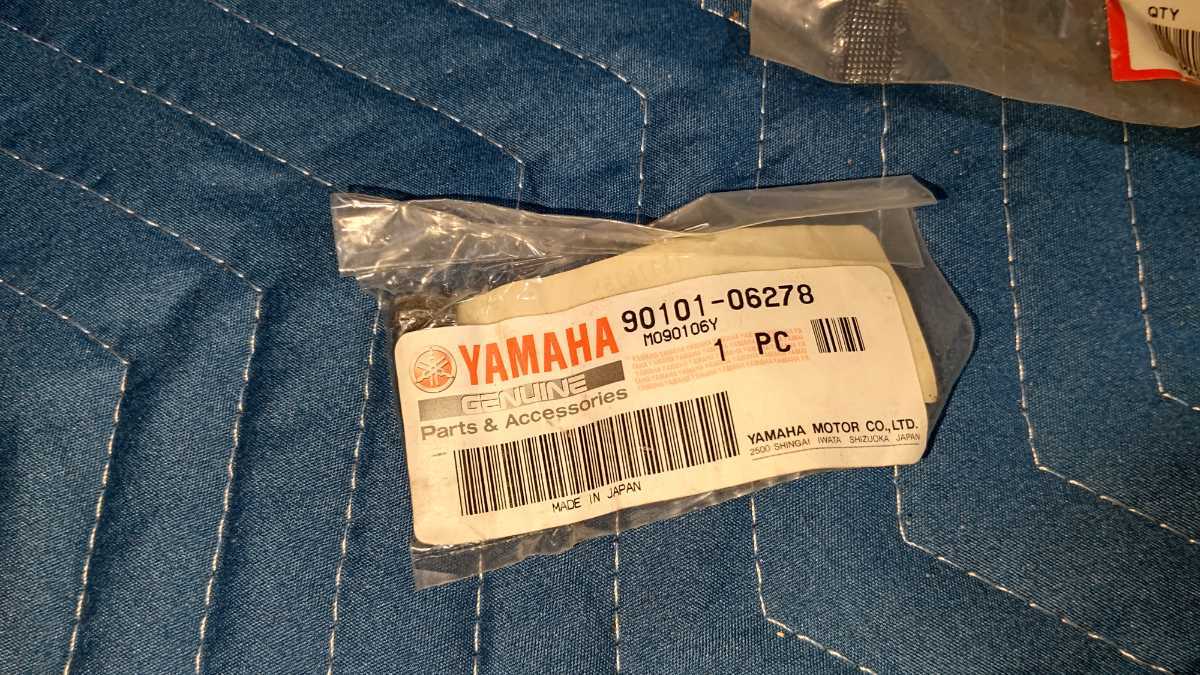 QTY
90101-06278
M090106Y
YAMAHA
1 PC
GENUINE
Parts & Accessories
YAMAHA MOTOR CO.,LTD.
2500 SHINGAI IWATA SHIZUOKA JAPAN
MADE IN JAPAN